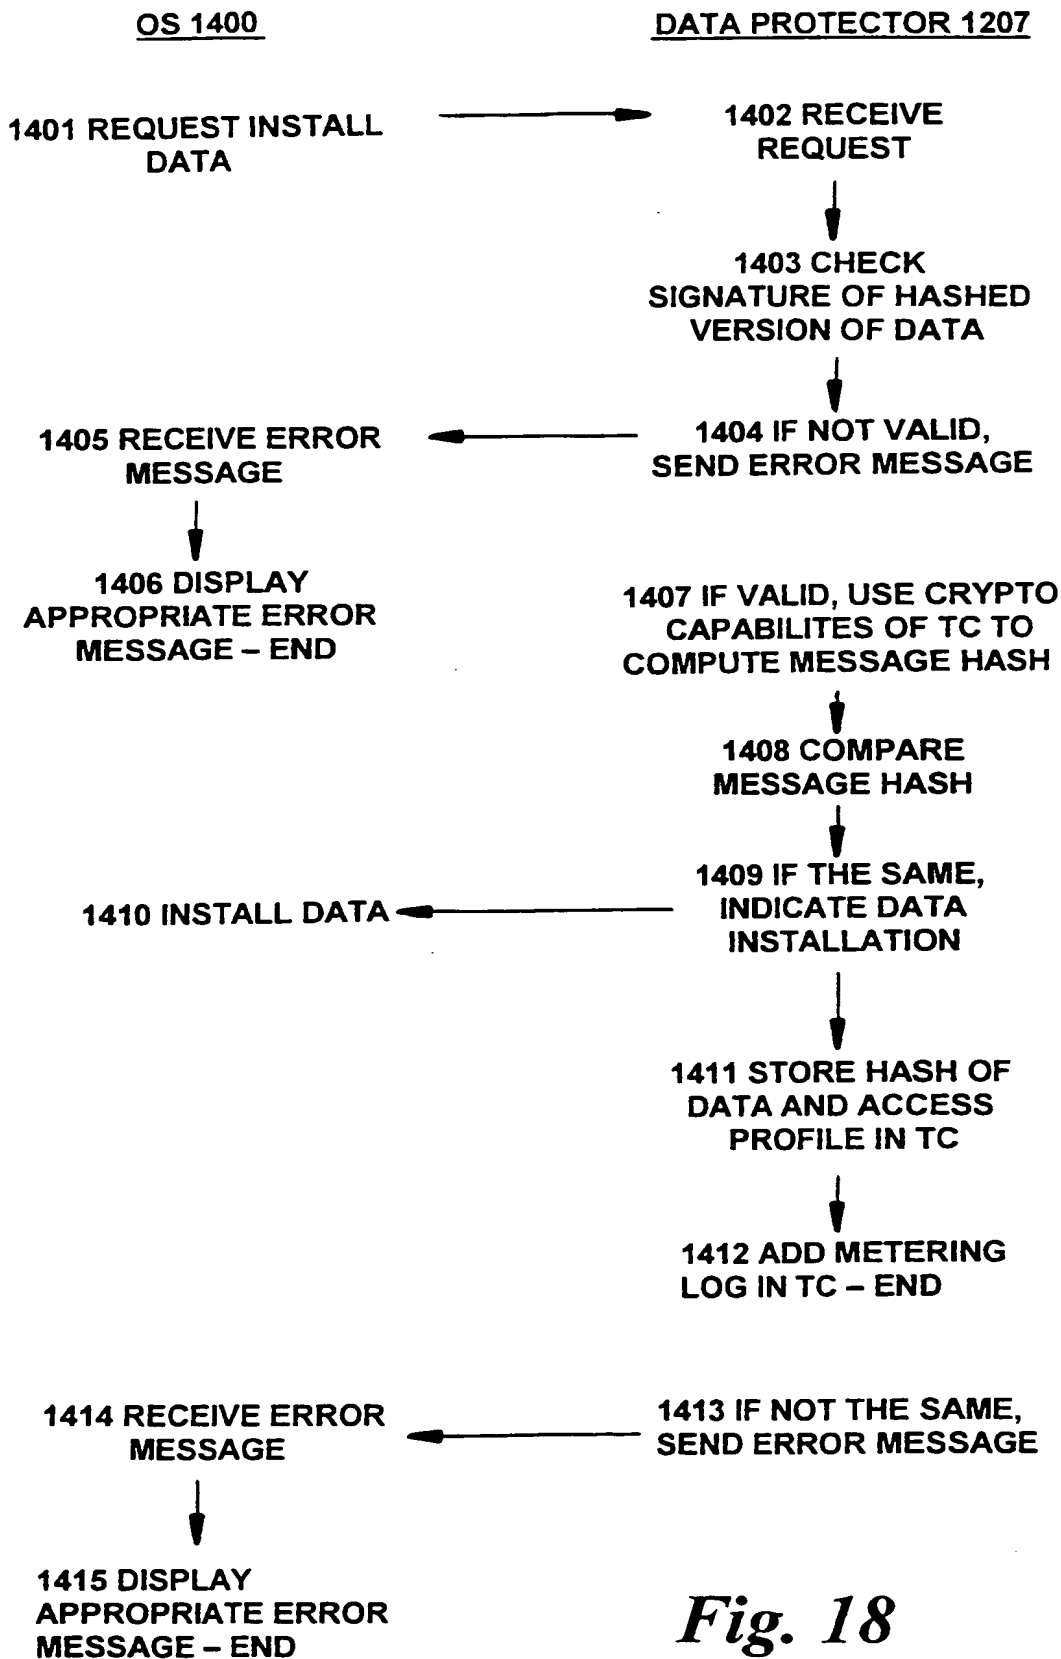 OS 1400
DATA PROTECTOR 1207
1401 REQUEST INSTALL
DATA
1402 RECEIVE
REQUEST
1403 CHECK
SIGNATURE OF HASHED
VERSION OF DATA
1404 IF NOT VALID,
SEND ERROR MESSAGE
1405 RECEIVE ERROR
MESSAGE
1406 DISPLAY
APPROPRIATE ERROR
MESSAGE – END
1407 IF VALID, USE CRYPTO
CAPABILITES OF TC TO
COMPUTE MESSAGE HASH
1408 COMPARE
MESSAGE HASH
1409 IF THE SAME,
INDICATE DATA
INSTALLATION
1410 INSTALL DATA
1411 STORE HASH OF
DATA AND ACCESS
PROFILE IN TC
1412 ADD METERING
LOG IN TC – END
1413 IF NOT THE SAME,
SEND ERROR MESSAGE
1414 RECEIVE ERROR
MESSAGE
1415 DISPLAY
APPROPRIATE ERROR
MESSAGE – END
Fig. 18